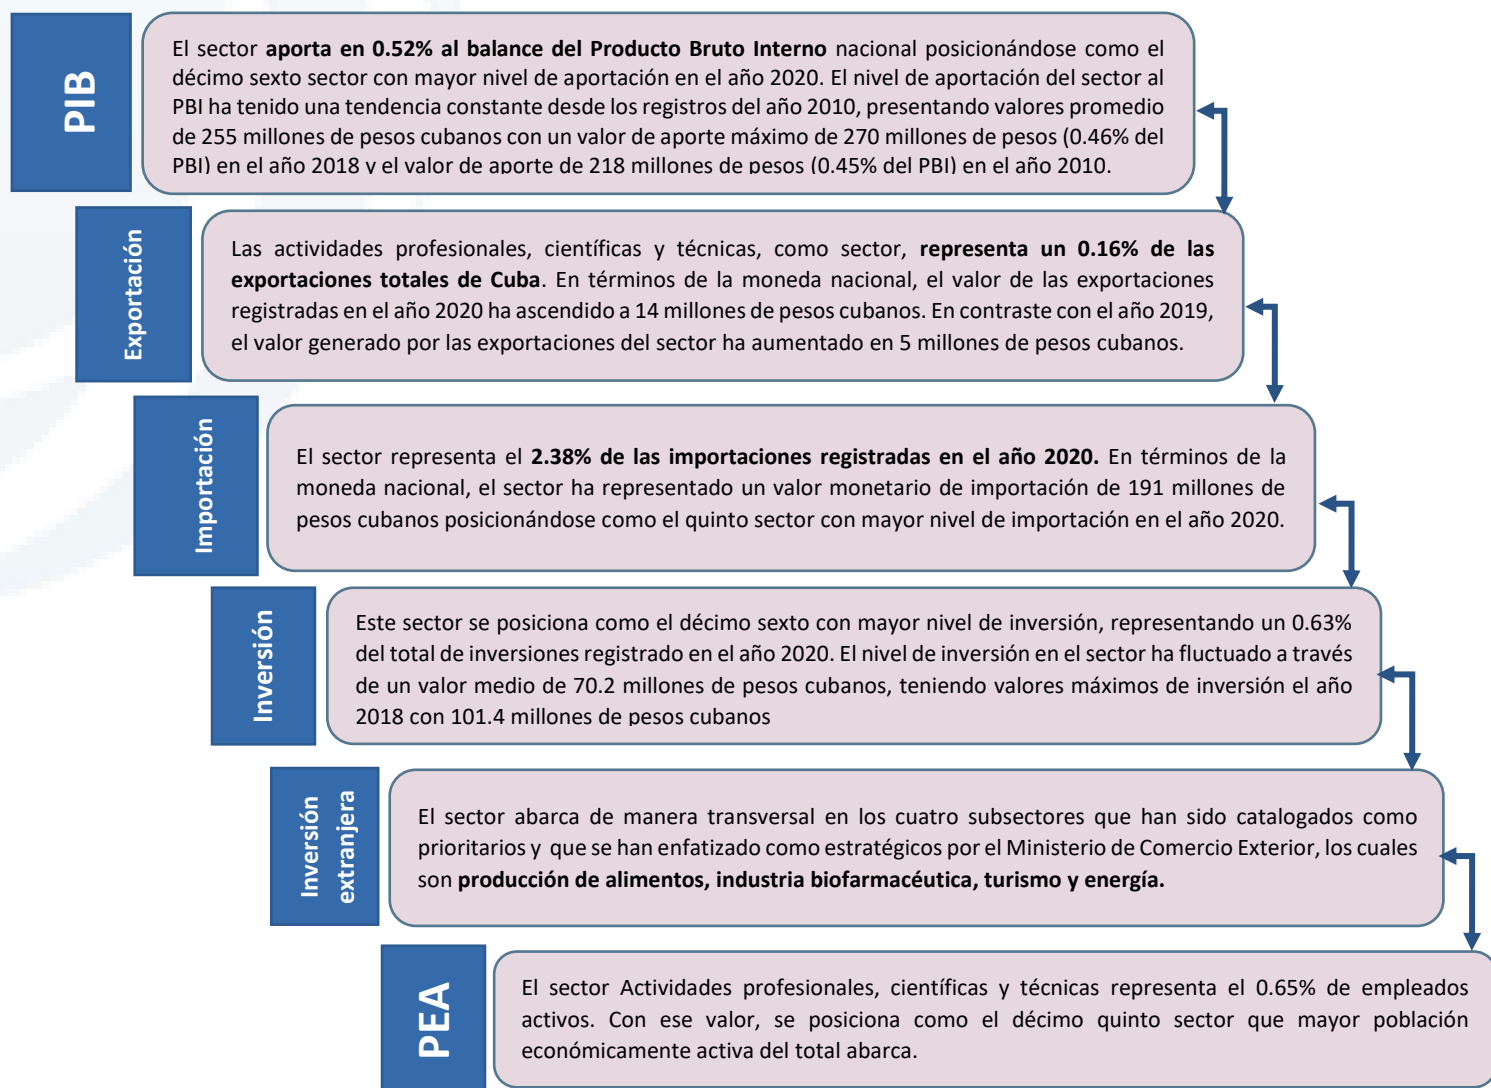 PIB
El sector aporta en 0.52% al balance del Producto Bruto Interno nacional posicionándose como el
décimo sexto sector con mayor nivel de aportación en el año 2020. El nivel de aportación del sector al
PBI ha tenido una tendencia constante desde los registros del año 2010, presentando valores promedio
de 255 millones de pesos cubanos con un valor de aporte máximo de 270 millones de pesos (0.46% del
PBI) en el año 2018 y el valor de aporte de 218 millones de pesos (0.45% del PBI) en el año 2010.
Exportación
Las actividades profesionales, científicas y técnicas, como sector, representa un 0.16% de las
exportaciones totales de Cuba. En términos de la moneda nacional, el valor de las exportaciones
registradas en el año 2020 ha ascendido a 14 millones de pesos cubanos. En contraste con el año 2019,
el valor generado por las exportaciones del sector ha aumentado en 5 millones de pesos cubanos.
Importación
El sector representa el 2.38% de las importaciones registradas en el año 2020. En términos de la
moneda nacional, el sector ha representado un valor monetario de importación de 191 millones de
pesos cubanos posicionándose como el quinto sector con mayor nivel de importación en el año 2020.
Inversión
Este sector se posiciona como el décimo sexto con mayor nivel de inversión, representando un 0.63%
del total de inversiones registrado en el año 2020. El nivel de inversión en el sector ha fluctuado a través
de un valor medio de 70.2 millones de pesos cubanos, teniendo valores máximos de inversión el año
2018 con 101.4 millones de pesos cubanos
Inversión
extranjera
El sector abarca de manera transversal en los cuatro subsectores que han sido catalogados como
prioritarios y que se han enfatizado como estratégicos por el Ministerio de Comercio Exterior, los cuales
son producción de alimentos, industria biofarmacéutica, turismo y energía.
PEA
El sector Actividades profesionales, científicas y técnicas representa el 0.65% de empleados
activos. Con ese valor, se posiciona como el décimo quinto sector que mayor población
económicamente activa del total abarca.